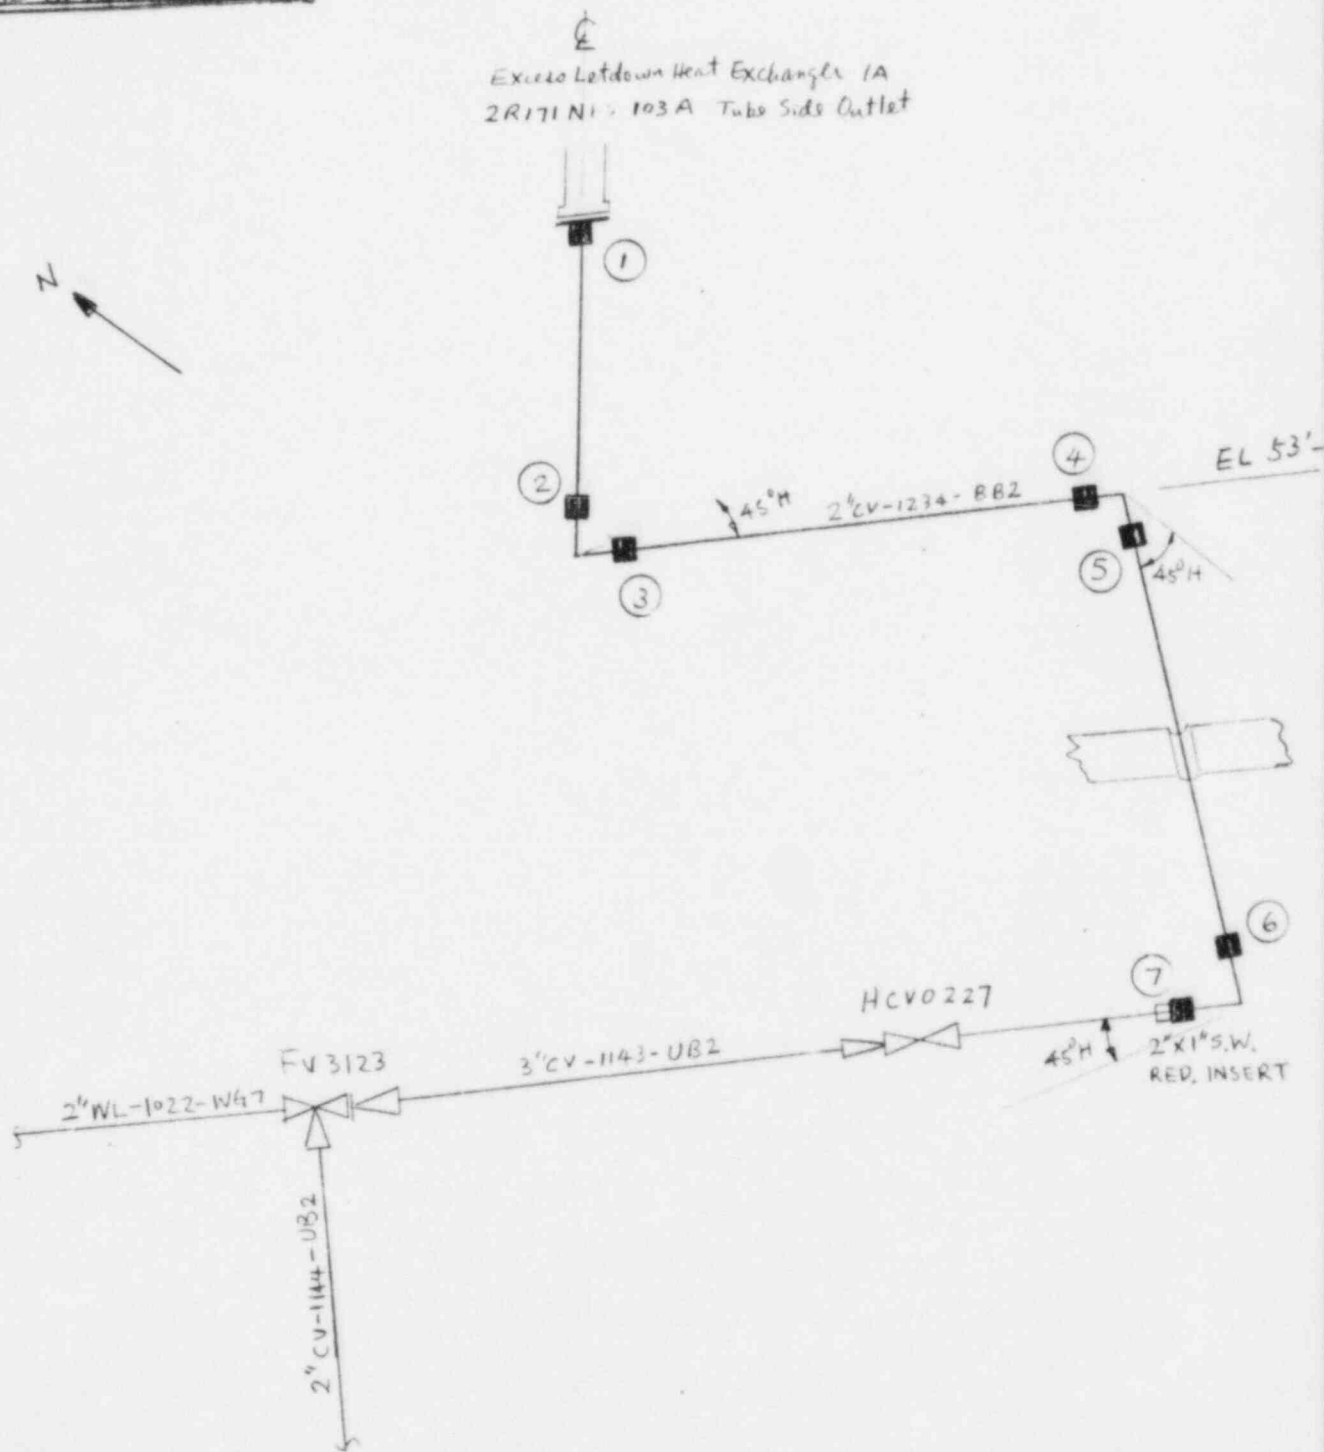 ℄
Excess Letdown Heat Exchanger 1A
103A Tube Side Outlet
1
N
2
3
45°H
2"CV-1234-BB2
4
EL 53'-
5
45°H
6
7
HCV0227
45°H
2"X1"S.W.
RED. INSERT
3"CV-1143-UB2
FV3123
2"WL-1022-WG7
2"CV-1144-UB2